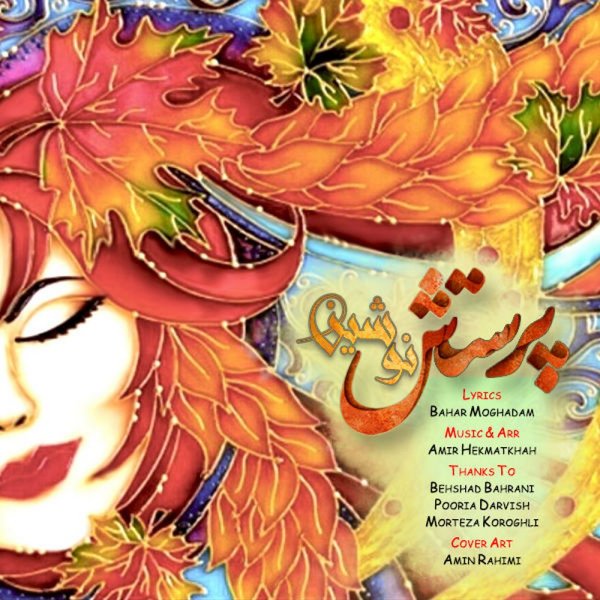 پرستش
نوشین
LYRICS
BAHAR MOGHADAM
MUSIC & ARR
AMIR HEKMATKHAH
THANKS TO
BEHSHAD BAHRANI
POORIA DARVISH
MORTEZA KOROGHLI
COVER ART
AMIN RAHIMI